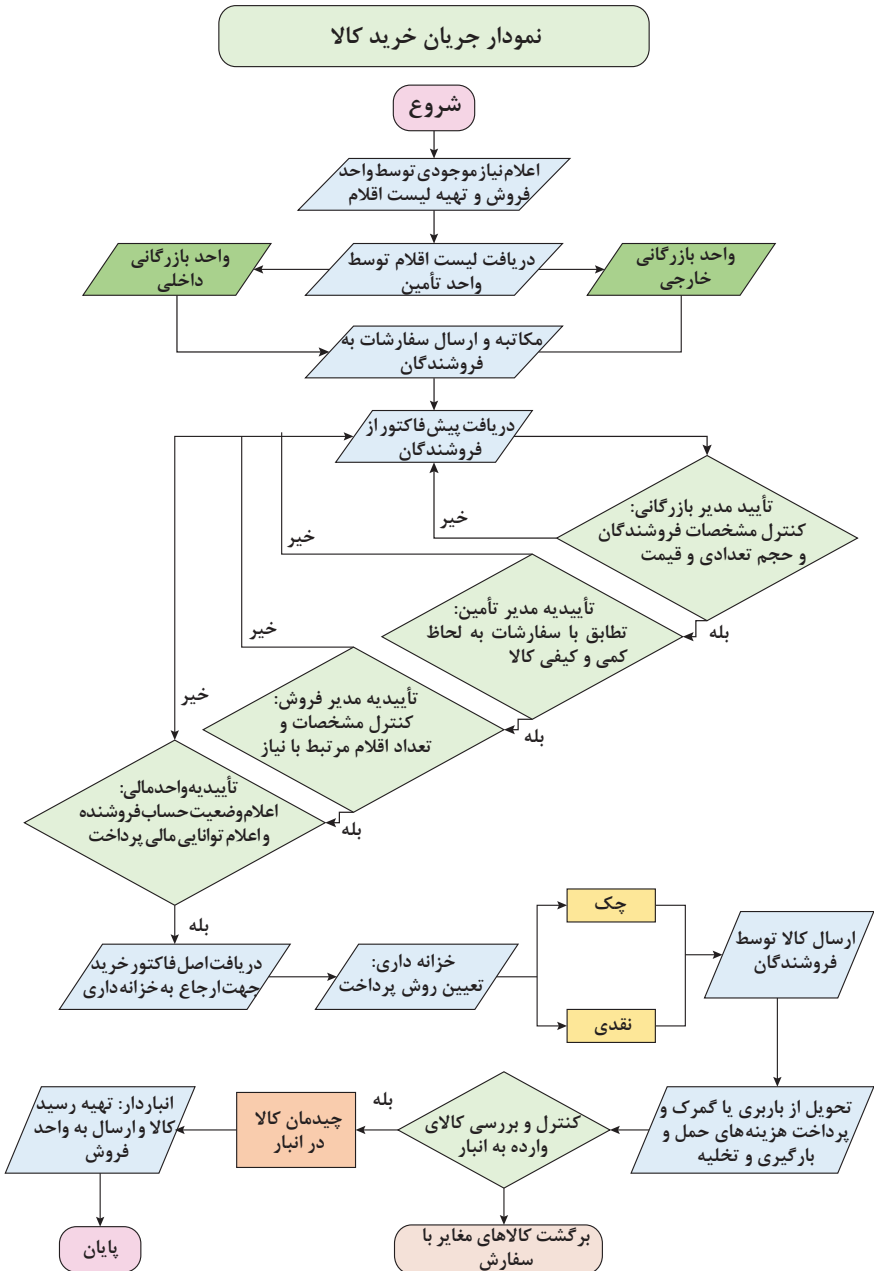 نمودار جریان خرید کالا
شروع
اعلام نیاز موجودی توسط واحد
فروش و تهیه لیست اقلام
واحد بازرگانی
خارجی
دریافت لیست اقلام توسط
واحد تأمین
واحد بازرگانی
داخلی
مکاتبه و ارسال سفارشات به
فروشندگان
دریافت پیش‌فاکتور از
فروشندگان
تأیید مدیر بازرگانی:
کنترل مشخصات فروشندگان
و حجم تعدادی و قیمت
خیر
بله
تأییدیه مدیر تأمین:
تطابق با سفارشات به لحاظ
کمی و کیفی کالا
خیر
بله
تأییدیه مدیر فروش:
کنترل مشخصات و
تعداد اقلام مرتبط با نیاز
خیر
بله
تأییدیه واحد مالی:
اعلام وضعیت حساب فروشنده
و اعلام توانایی مالی پرداخت
خیر
بله
دریافت اصل فاکتور خرید
جهت ارجاع به خزانه‌داری
خزانه داری:
تعیین روش پرداخت
چک
نقدی
ارسال کالا توسط
فروشندگان
تحویل از باربری یا گمرک و
پرداخت هزینه‌های حمل و
بارگیری و تخلیه
کنترل و بررسی کالای
وارده به انبار
بله
چیدمان کالا
در انبار
انباردار: تهیه رسید
کالا و ارسال به واحد
فروش
برگشت کالاهای مغایر با
سفارش
پایان